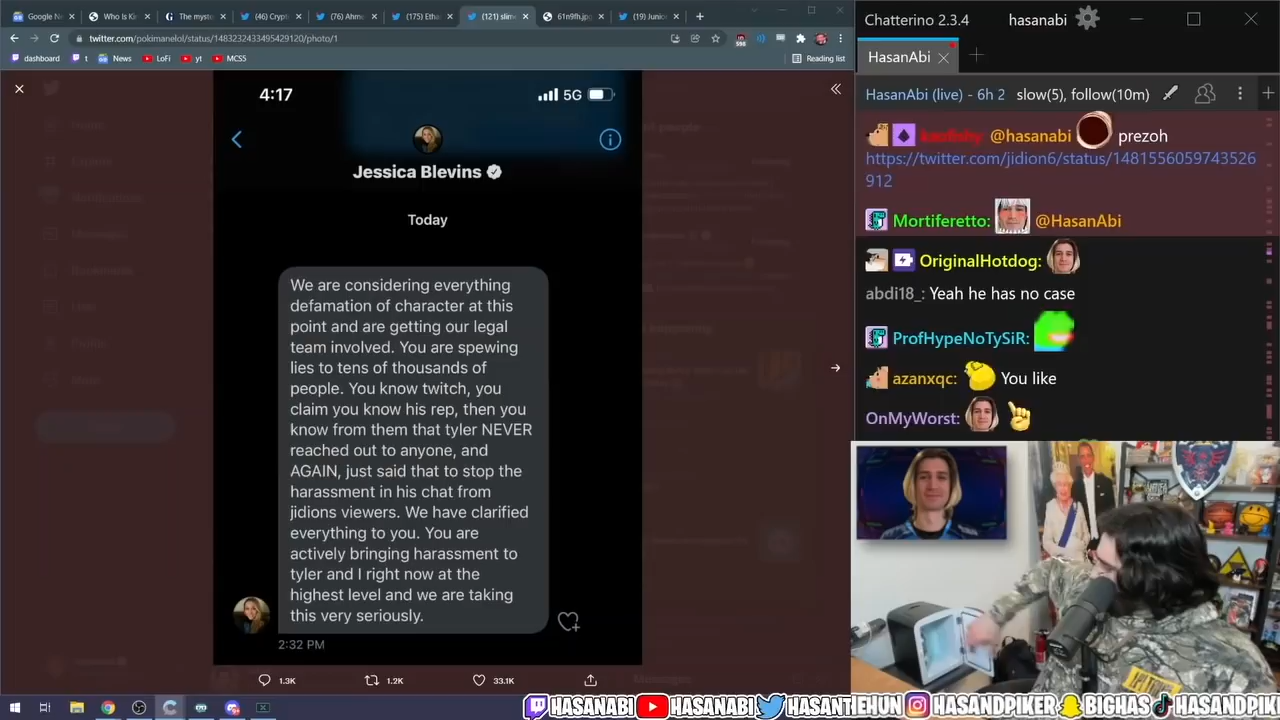 Google Ne
Who Is Ki
The myste
(46) Crypt
(76) Ahme
(175) Etha
(121) slim
61n9fh.jpg
(19) Junio
twitter.com/pokimanelol/status/1483232433495429120/photo/1
dashboard
t
News
LoFi
yt
MCSS
Reading list
4:17
5G
Jessica Blevins
Today
We are considering everything
defamation of character at this
point and are getting our legal
team involved. You are spewing
lies to tens of thousands of
people. You know twitch, you
claim you know his rep, then you
know from them that tyler NEVER
reached out to anyone, and
AGAIN, just said that to stop the
harassment in his chat from
jidions viewers. We have clarified
everything to you. You are
actively bringing harassment to
tyler and I right now at the
highest level and we are taking
this very seriously.
2:32 PM
1.3K
1.2K
33.1K
Chatterino 2.3.4
hasanabi
HasanAbi
HasanAbi (live) - 6h 2
slow(5), follow(10m)
@hasanabi prezoh
https://twitter.com/jidion6/status/1481556059743526
912
Mortiferetto: @HasanAbi
OriginalHotdog:
abdi18_: Yeah he has no case
ProfHypeNoTySiR:
azanxqc: You like
OnMyWorst:
HASANABI
HASANABI
HASANTHEHUN
HASANDPIKER
BIGHAS
HASANDPIK